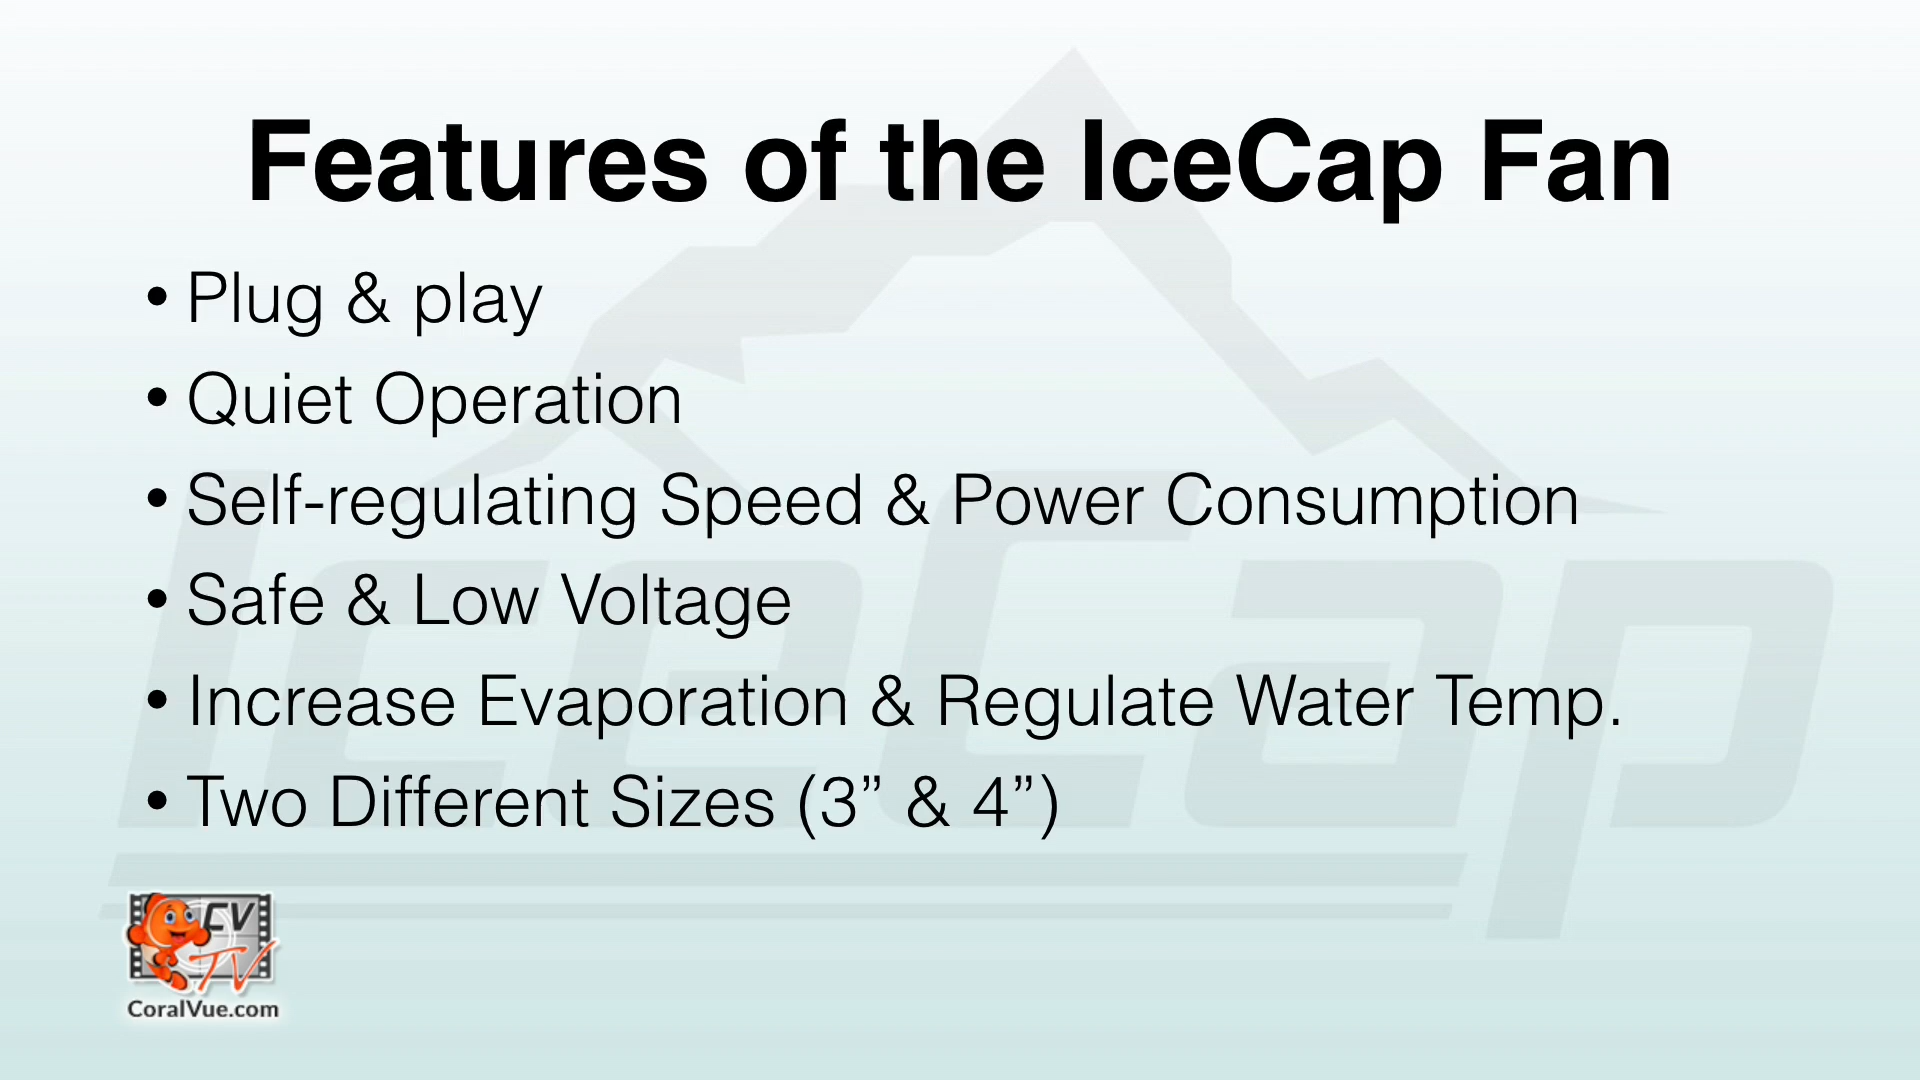 Features of the IceCap Fan
• Plug & play
• Quiet Operation
• Self-regulating Speed & Power Consumption
• Safe & Low Voltage
• Increase Evaporation & Regulate Water Temp.
• Two Different Sizes (3” & 4”)
IceCap
CV
TV
CoralVue.com